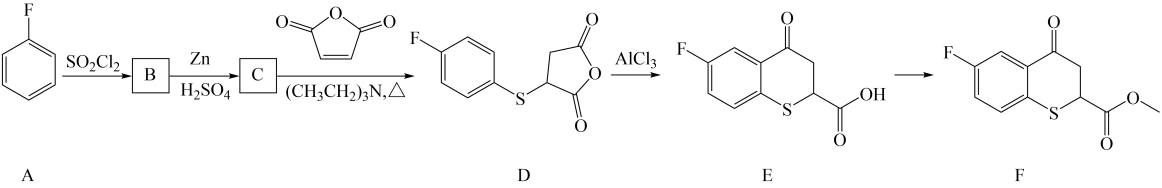 F
O O O
SO2Cl2 B Zn C
H2SO4 (CH3CH2)3N,△
F S O O O
AlCl3
F O S OH O
F O S O O
A D E F